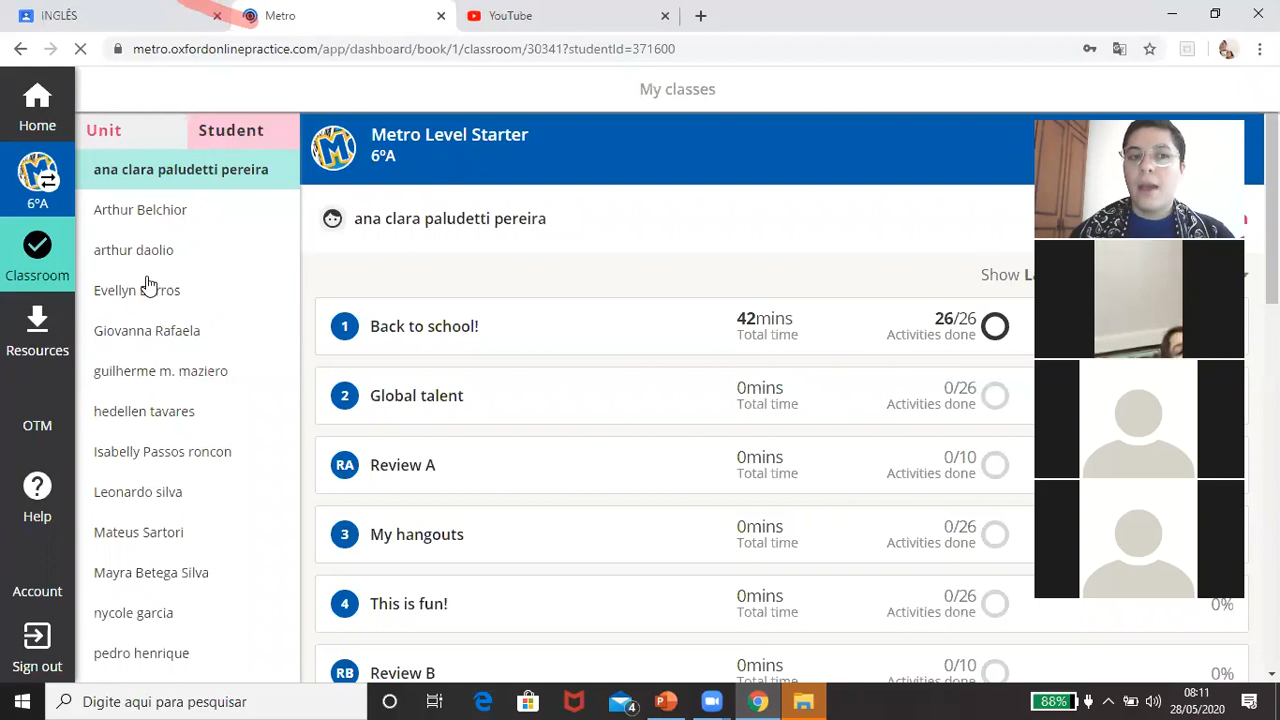 INGLÊS
Metro
YouTube
metro.oxfordonlinepractice.com/app/dashboard/book/1/classroom/30341?studentId=371600
My classes
Home
6ºA
Classroom
Resources
OTM
Help
Account
Sign out
Unit
Student
ana clara paludetti pereira
Arthur Belchior
arthur daolio
Evellyn
Giovanna Rafaela
guilherme m. maziero
hedellen tavares
Isabelly Passos roncon
Leonardo silva
Mateus Sartori
Mayra Betega Silva
nycole garcia
pedro henrique
Metro Level Starter
6ºA
ana clara paludetti pereira
Show
1 Back to school! 42mins 26/26
Total time Activities done
2 Global talent 0mins 0/26
Total time Activities done
RA Review A 0mins 0/10
Total time Activities done
3 My hangouts 0mins 0/26
Total time Activities done
4 This is fun! 0mins 0/26 0%
Total time Activities done
RB Review B 0mins 0/10 0%
Total time Activities done
Digite aqui para pesquisar
4
88%
08:11
28/05/2020